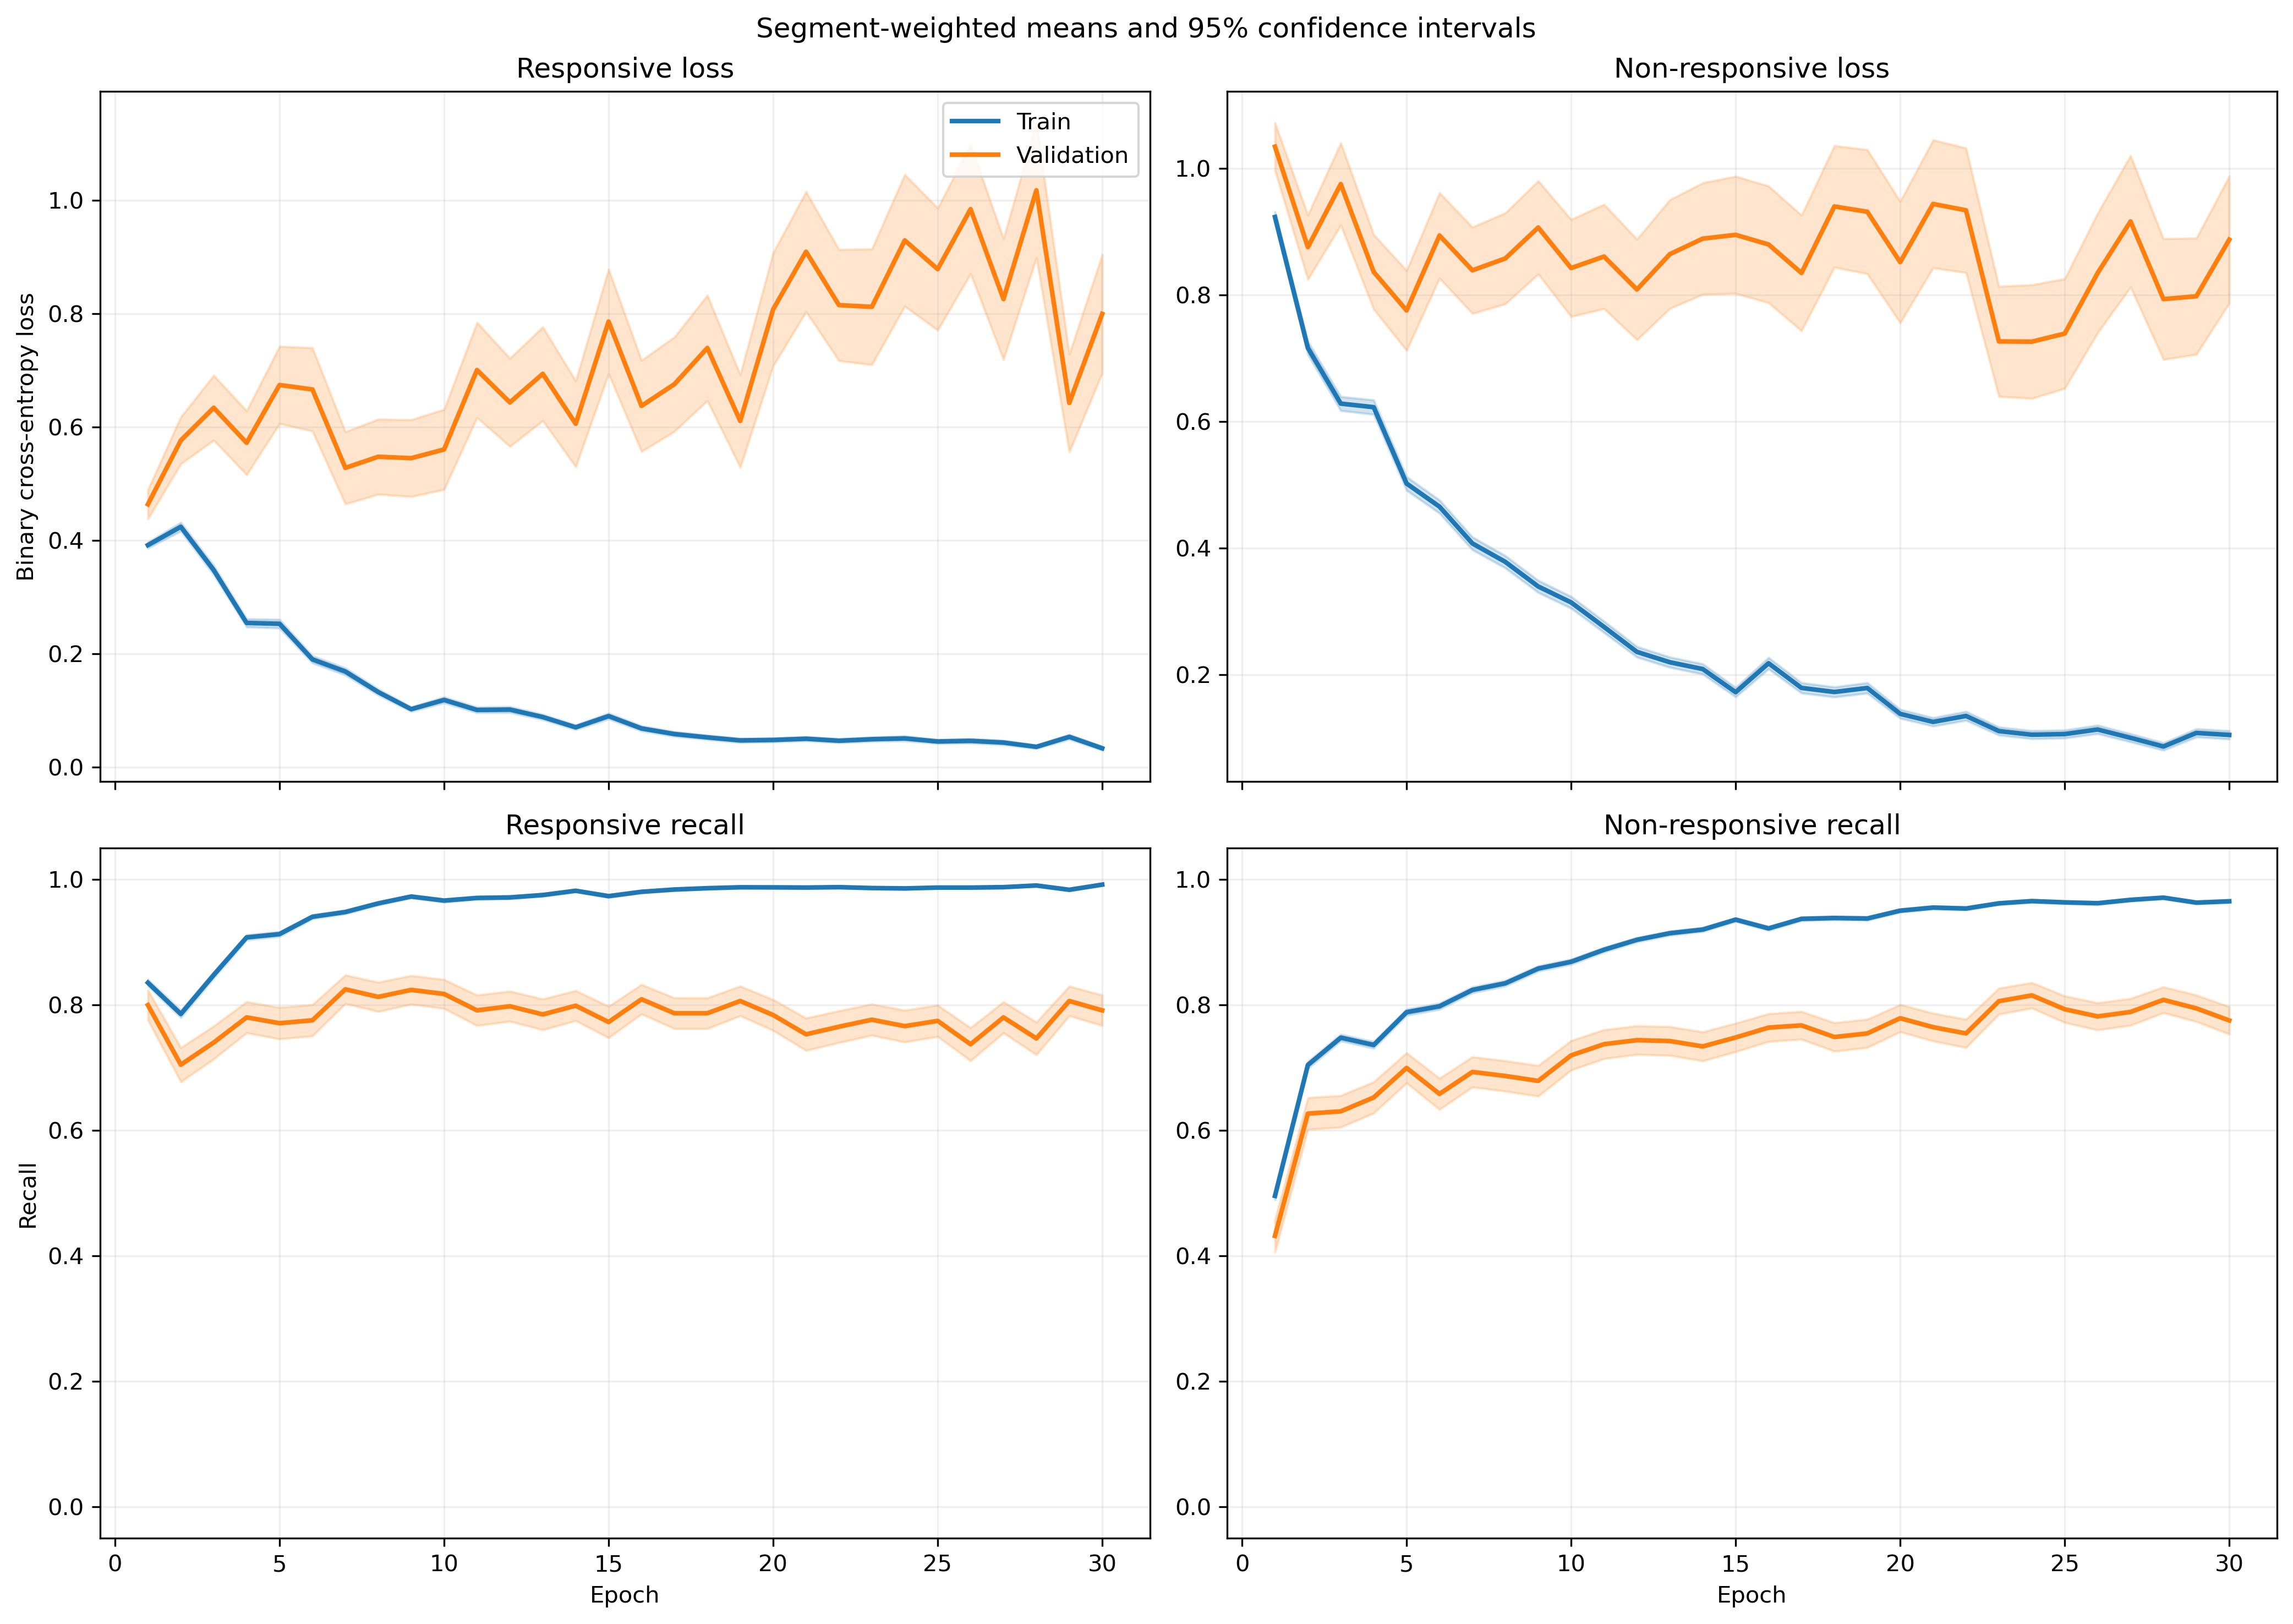 Segment-weighted means and 95% confidence intervals
Responsive loss
Non-responsive loss
Train
Validation
Binary cross-entropy loss
1.0
0.8
0.6
0.4
0.2
0.0
1.0
0.8
0.6
0.4
0.2
Responsive recall
Non-responsive recall
Recall
1.0
0.8
0.6
0.4
0.2
0.0
0 5 10 15 20 25 30
Epoch
1.0
0.8
0.6
0.4
0.2
0.0
0 5 10 15 20 25 30
Epoch